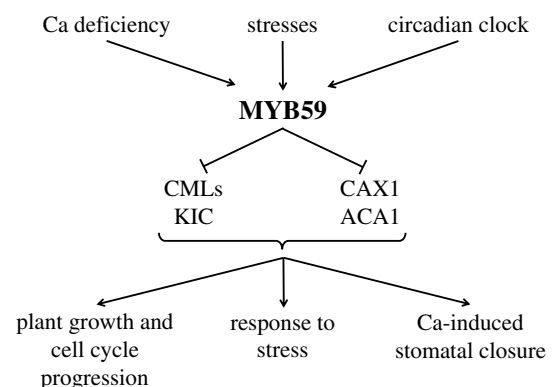 Ca deficiency stresses circadian clock
MYB59
CMLs CAX1
KIC ACA1
plant growth and response to Ca-induced
cell cycle stress stomatal closure
progression